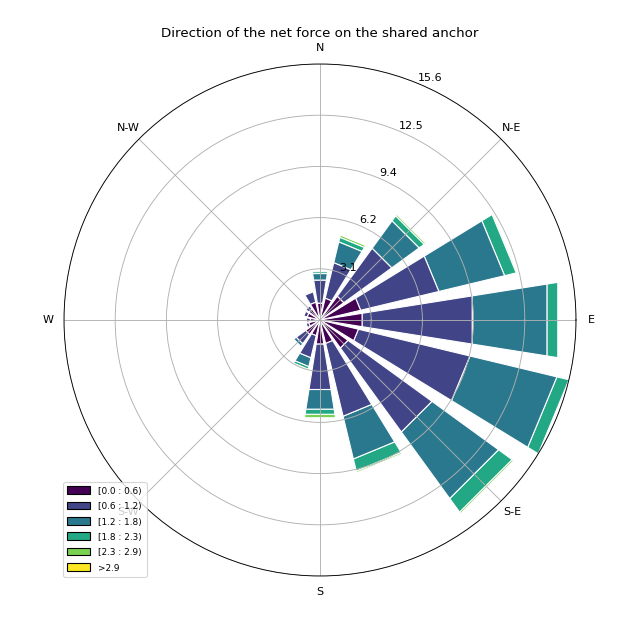 Direction of the net force on the shared anchor
N
15.6
12.5
N-W
N-E
9.4
6.2
3.1
W
E
[0.0 : 0.6)
[0.6 : 1.2)
S-W
S-E
[1.2 : 1.8)
[1.8 : 2.3)
[2.3 : 2.9)
>2.9
S